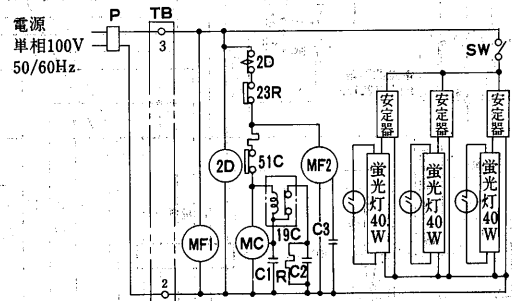 電源
単相100V
50/60Hz
P
TB
3
2D
23R
51C
2D
MF2
19C
MF1
MC
C1
R
C2
C3
2
SW
安定器
安定器
安定器
蛍光灯40W
蛍光灯40W
蛍光灯40W